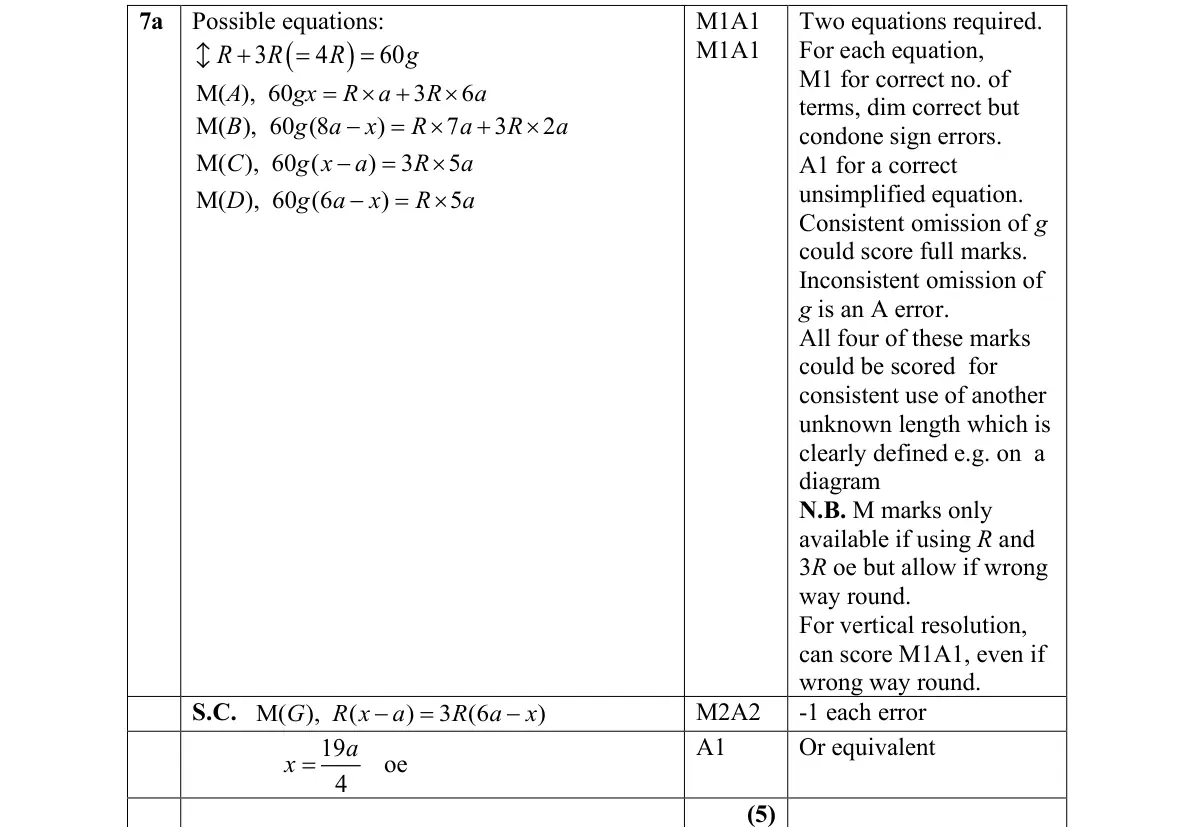 7a Possible equations: M1A1 Two equations required.
↕ R + 3R(= 4R) = 60g M1A1 For each equation,
M1 for correct no. of
M(A), 60gx = R × a + 3R × 6a terms, dim correct but
M(B), 60g(8a − x) = R × 7a + 3R × 2a condone sign errors.
M(C), 60g(x − a) = 3R × 5a A1 for a correct
M(D), 60g(6a − x) = R × 5a unsimplified equation.
Consistent omission of g
could score full marks.
Inconsistent omission of
g is an A error.
All four of these marks
could be scored for
consistent use of another
unknown length which is
clearly defined e.g. on a
diagram
N.B. M marks only
available if using R and
3R oe but allow if wrong
way round.
For vertical resolution,
can score M1A1, even if
wrong way round.
S.C. M(G), R(x − a) = 3R(6a − x) M2A2 -1 each error
x = 19a/4 oe A1 Or equivalent
(5)